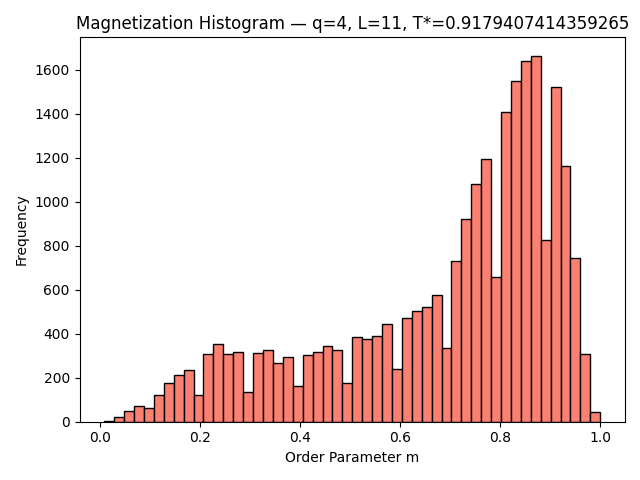 Magnetization Histogram — q=4, L=11, T*=0.9179407414359265
Frequency
1600
1400
1200
1000
800
600
400
200
0
0.0 0.2 0.4 0.6 0.8 1.0
Order Parameter m